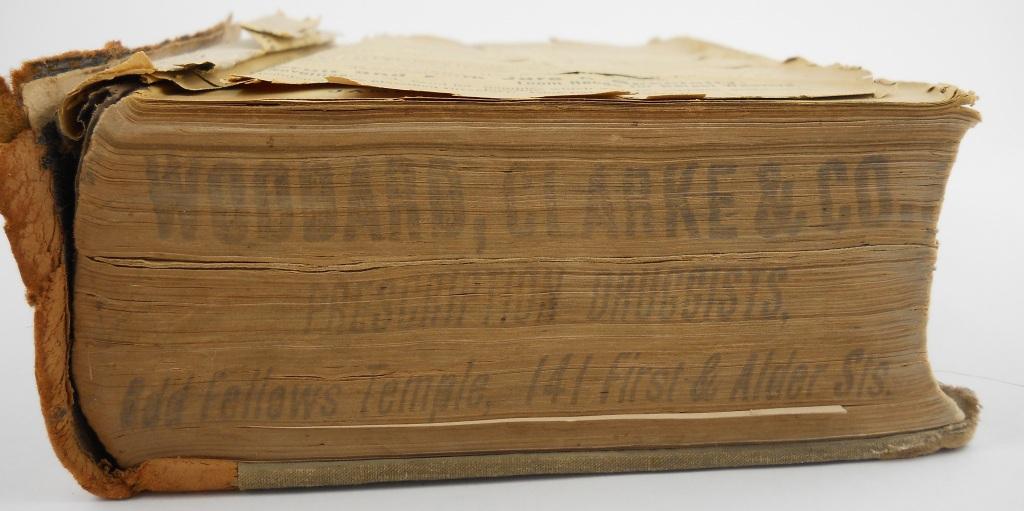 WOODARD, CLARKE & CO.,
PRESCRIPTION DRUGGISTS,
Odd Fellows Temple, 141 First & Alder Sts.